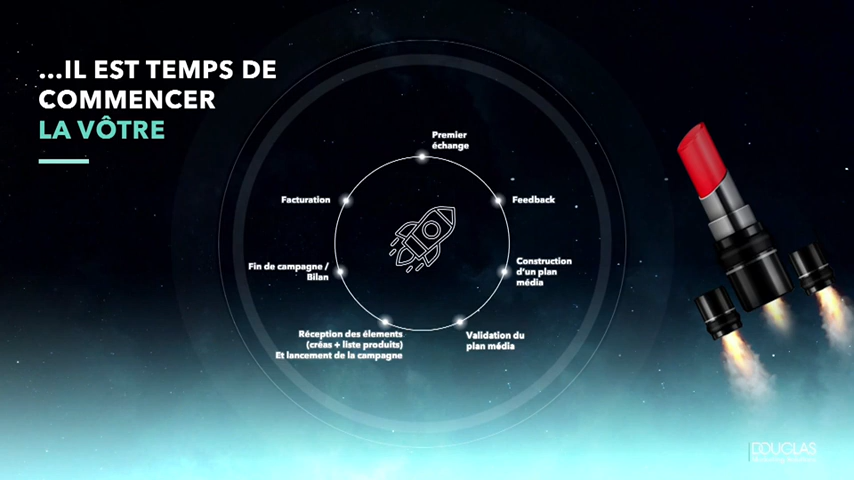 ...IL EST TEMPS DE
COMMENCER
LA VÔTRE
Premier
échange
Feedback
Construction
d'un plan
média
Validation du
plan média
Réception des élements
(créas + liste produits)
Et lancement de la campagne
Fin de campagne /
Bilan
Facturation
DOUGLAS